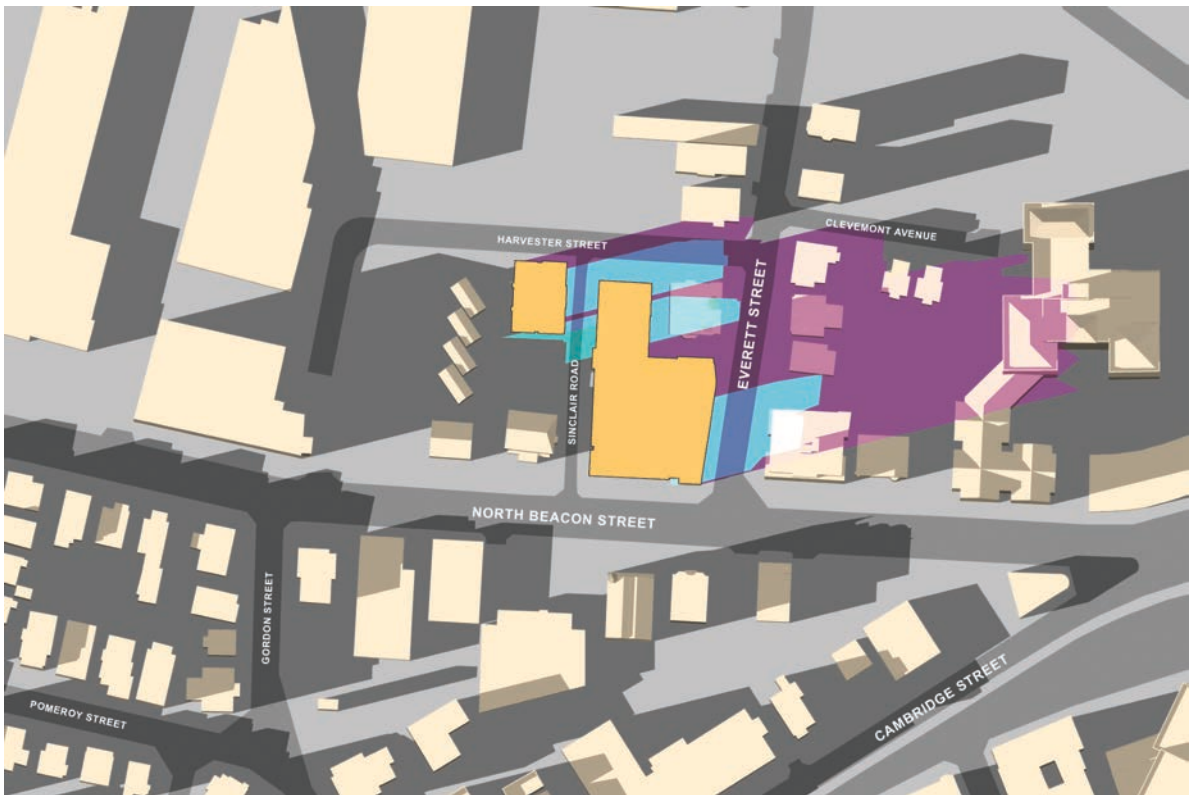 CLEVEMONT AVENUE
HARVESTER STREET
EVERETT STREET
SINCLAIR ROAD
NORTH BEACON STREET
GORDON STREET
CAMBRIDGE STREET
POMEROY STREET